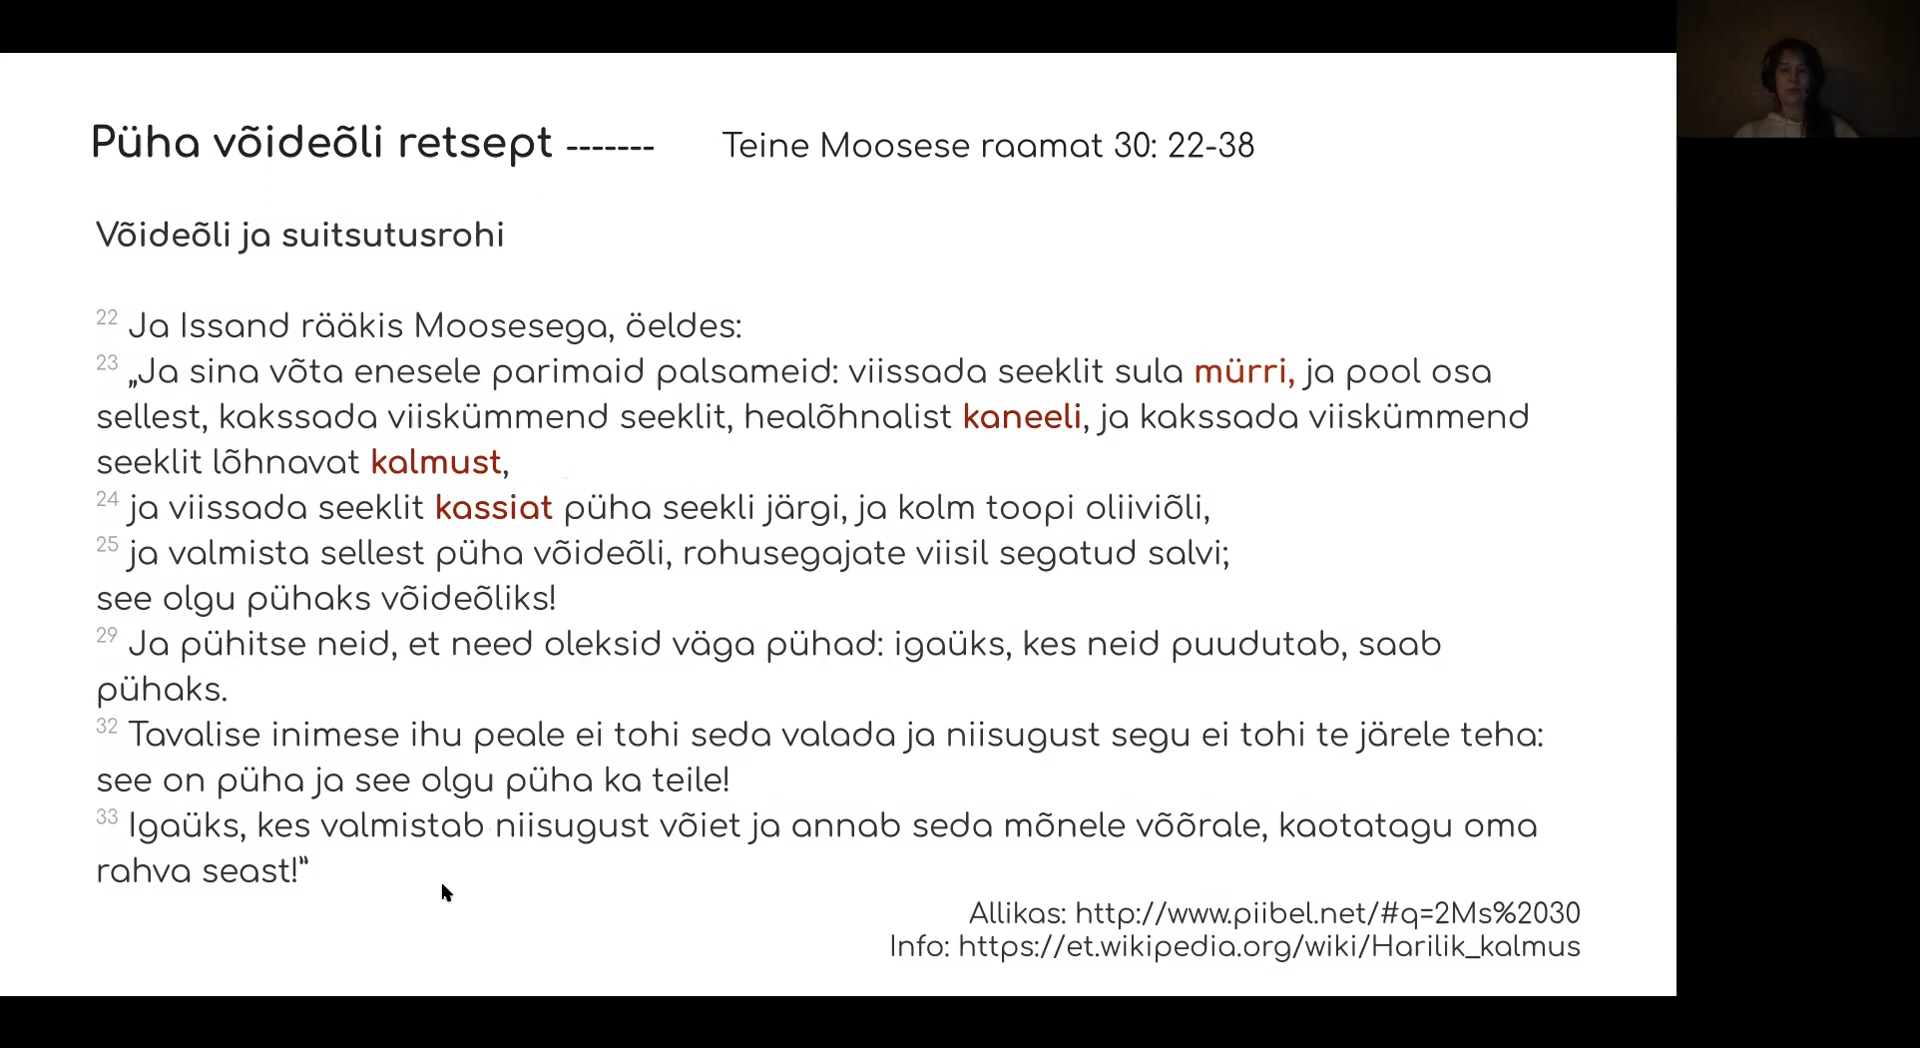 Püha võideõli retsept ------- Teine Moosese raamat 30: 22-38
Võideõli ja suitsutusrohi
22 Ja Issand rääkis Moosesega, öeldes:
23 „Ja sina võta enesele parimaid palsameid: viissada seeklit sula mürri, ja pool osa
sellest, kakssada viiskümmend seeklit, healõhnalist kaneeli, ja kakssada viiskümmend
seeklit lõhnavat kalmust,
24 ja viissada seeklit kassiat püha seekli järgi, ja kolm toopi oliiviõli,
25 ja valmista sellest püha võideõli, rohusegajate viisil segatud salvi;
see olgu pühaks võideõliks!
29 Ja pühitse neid, et need oleksid väga pühad: igaüks, kes neid puudutab, saab
pühaks.
32 Tavalise inimese ihu peale ei tohi seda valada ja niisugust segu ei tohi te järele teha:
see on püha ja see olgu püha ka teile!
33 Igaüks, kes valmistab niisugust võiet ja annab seda mõnele võõrale, kaotatagu oma
rahva seast!”
Allikas: http://www.piibel.net/#q=2Ms%2030
Info: https://et.wikipedia.org/wiki/Harilik_kalmus